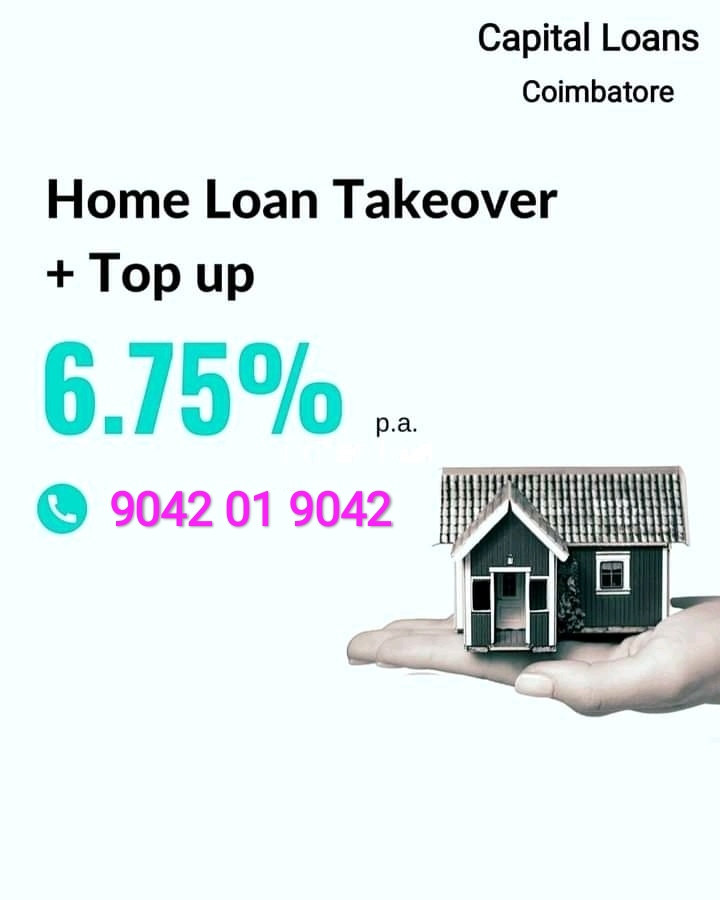 Capital Loans
Coimbatore
Home Loan Takeover
+ Top up
6.75% p.a.
9042 01 9042